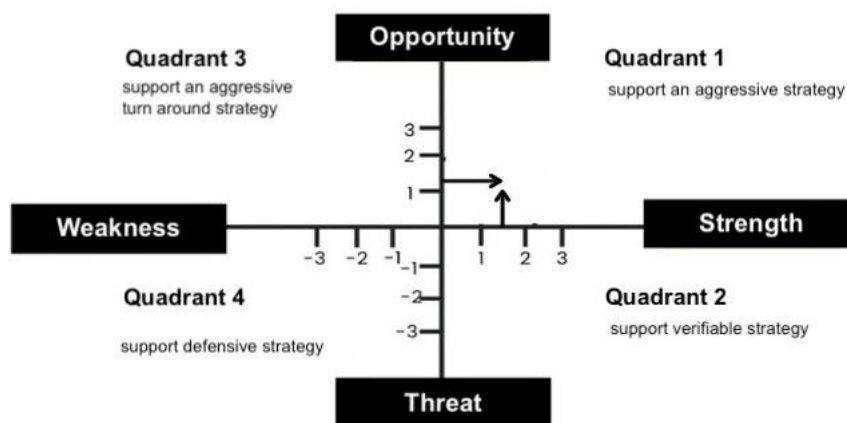 Opportunity
Quadrant 3
support an aggressive
turn around strategy
Quadrant 1
support an aggressive strategy
3
2
1
Weakness
Strength
-3
-2
-1
1
2
3
-1
-2
-3
Quadrant 4
support defensive strategy
Quadrant 2
support verifiable strategy
Threat